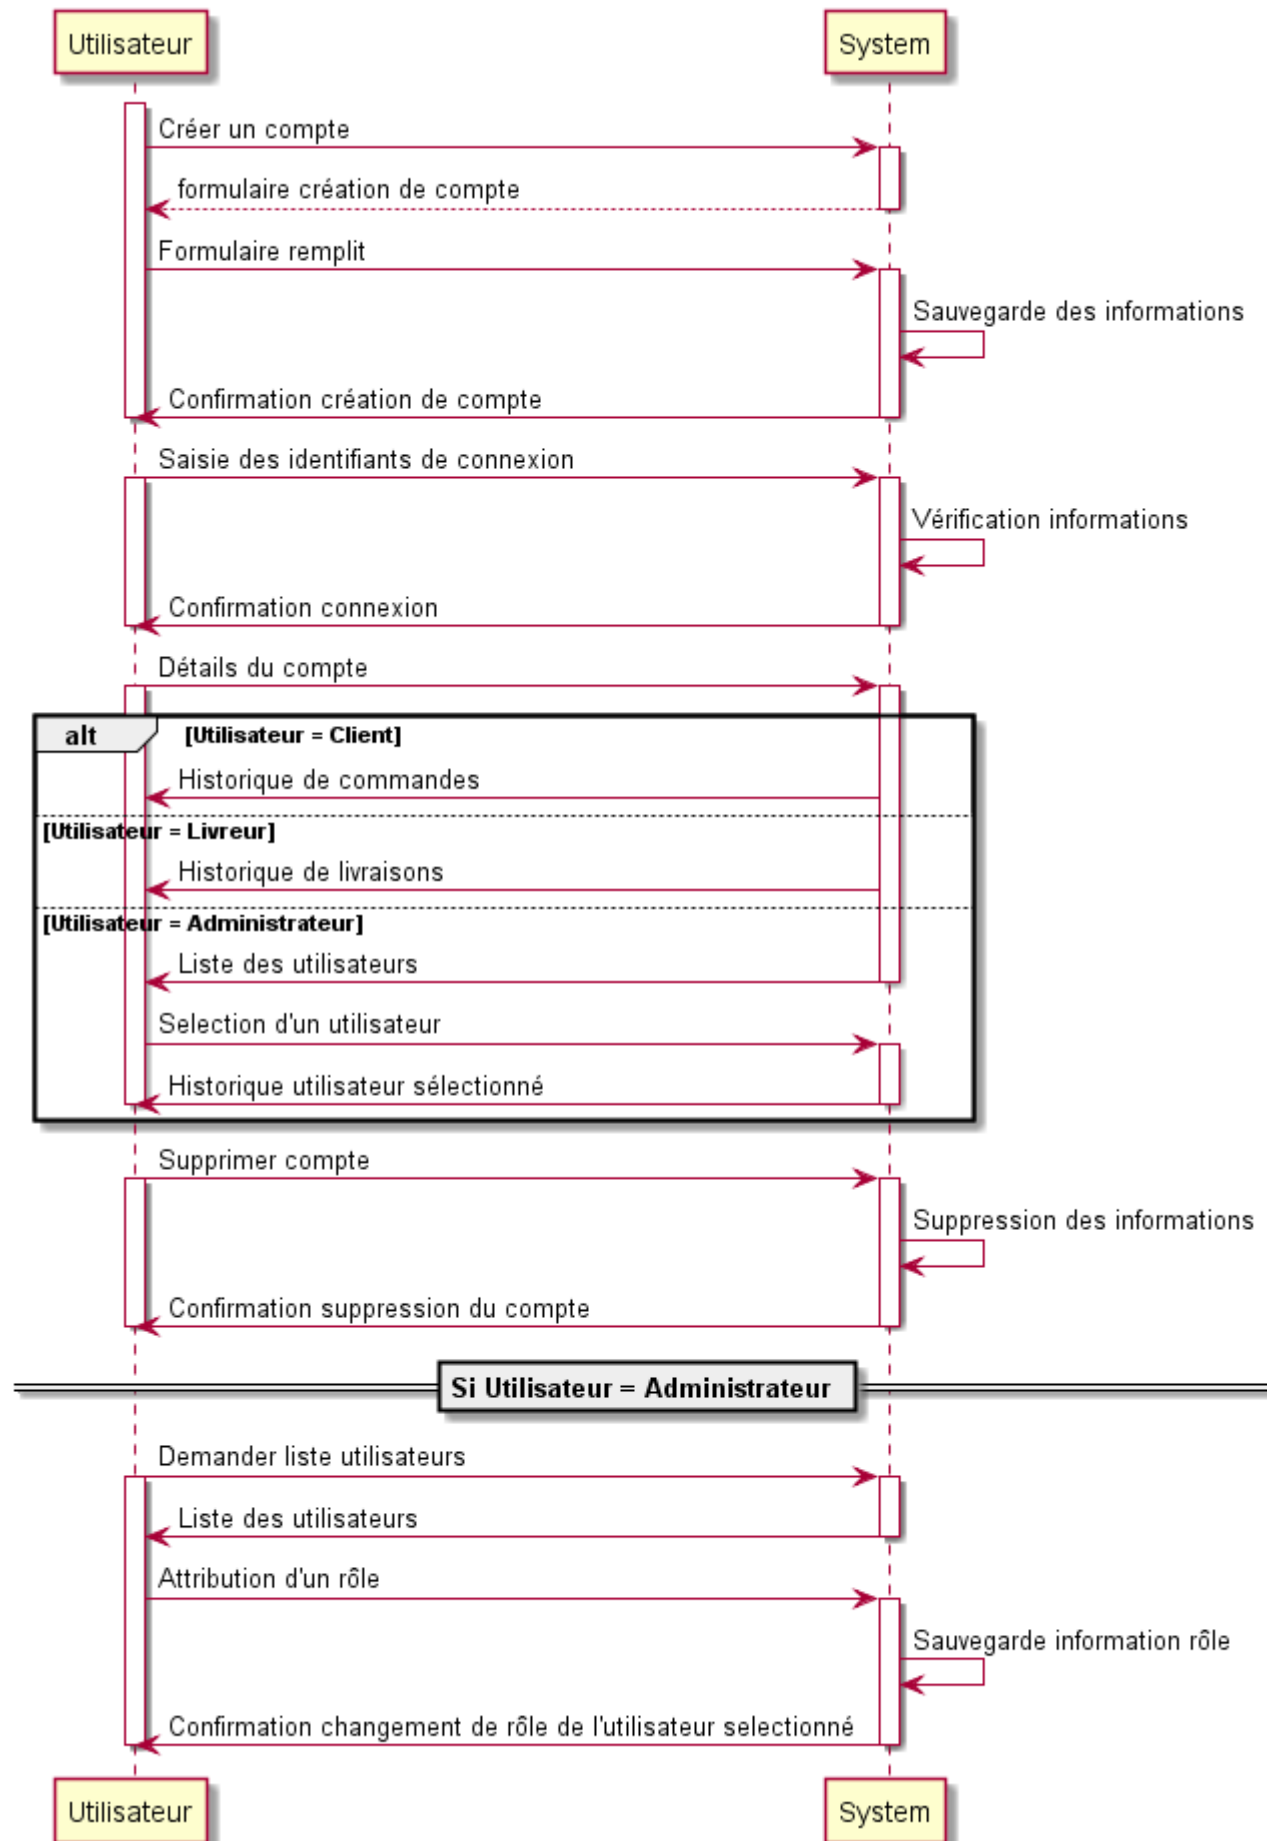 Utilisateur
System
Créer un compte
formulaire création de compte
Formulaire remplit
Sauvegarde des informations
Confirmation création de compte
Saisie des identifiants de connexion
Vérification informations
Confirmation connexion
Détails du compte
alt
[Utilisateur = Client]
Historique de commandes
[Utilisateur = Livreur]
Historique de livraisons
[Utilisateur = Administrateur]
Liste des utilisateurs
Selection d'un utilisateur
Historique utilisateur sélectionné
Supprimer compte
Suppression des informations
Confirmation suppression du compte
Si Utilisateur = Administrateur
Demander liste utilisateurs
Liste des utilisateurs
Attribution d'un rôle
Sauvegarde information rôle
Confirmation changement de rôle de l'utilisateur selectionné
Utilisateur
System